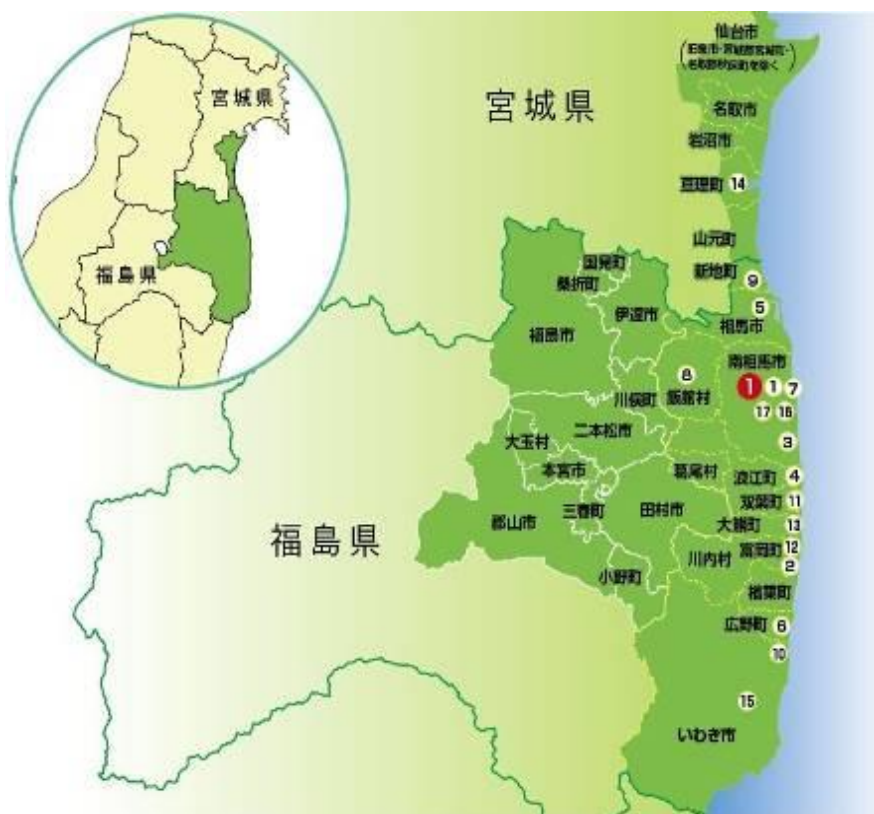 宮城県
福島県
宮城県
福島県
仙台市
名取市
岩沼市
亘理町 14
山元町
新地町
9
5
相馬市
南相馬市
1 1 7
17 16
3
国見町
桑折町
伊達市
福島市
8
飯舘村
川俣町
二本松市
大玉村
本宮市
葛尾村
浪江町 4
双葉町 11
三春町
田村市
郡山市
大熊町 13
富岡町 12
2
川内村
小野町
楢葉町
広野町 6
10
15
いわき市